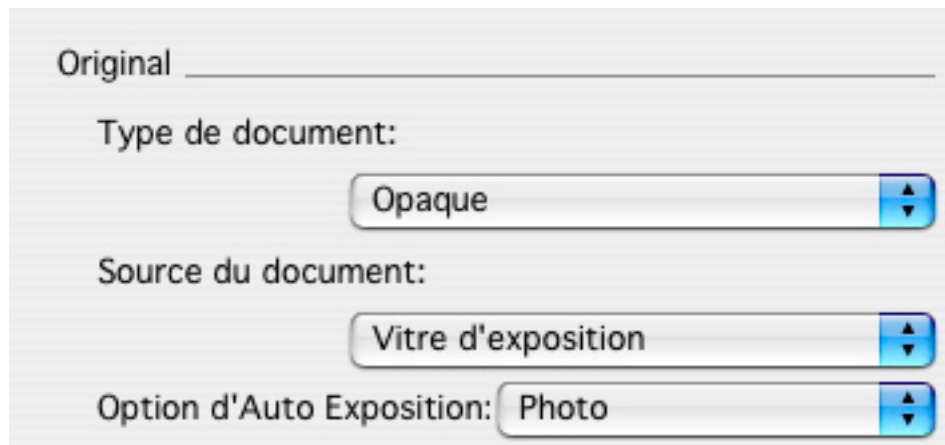 Original
Type de document:
Opaque
Source du document:
Vitre d'exposition
Option d'Auto Exposition: Photo